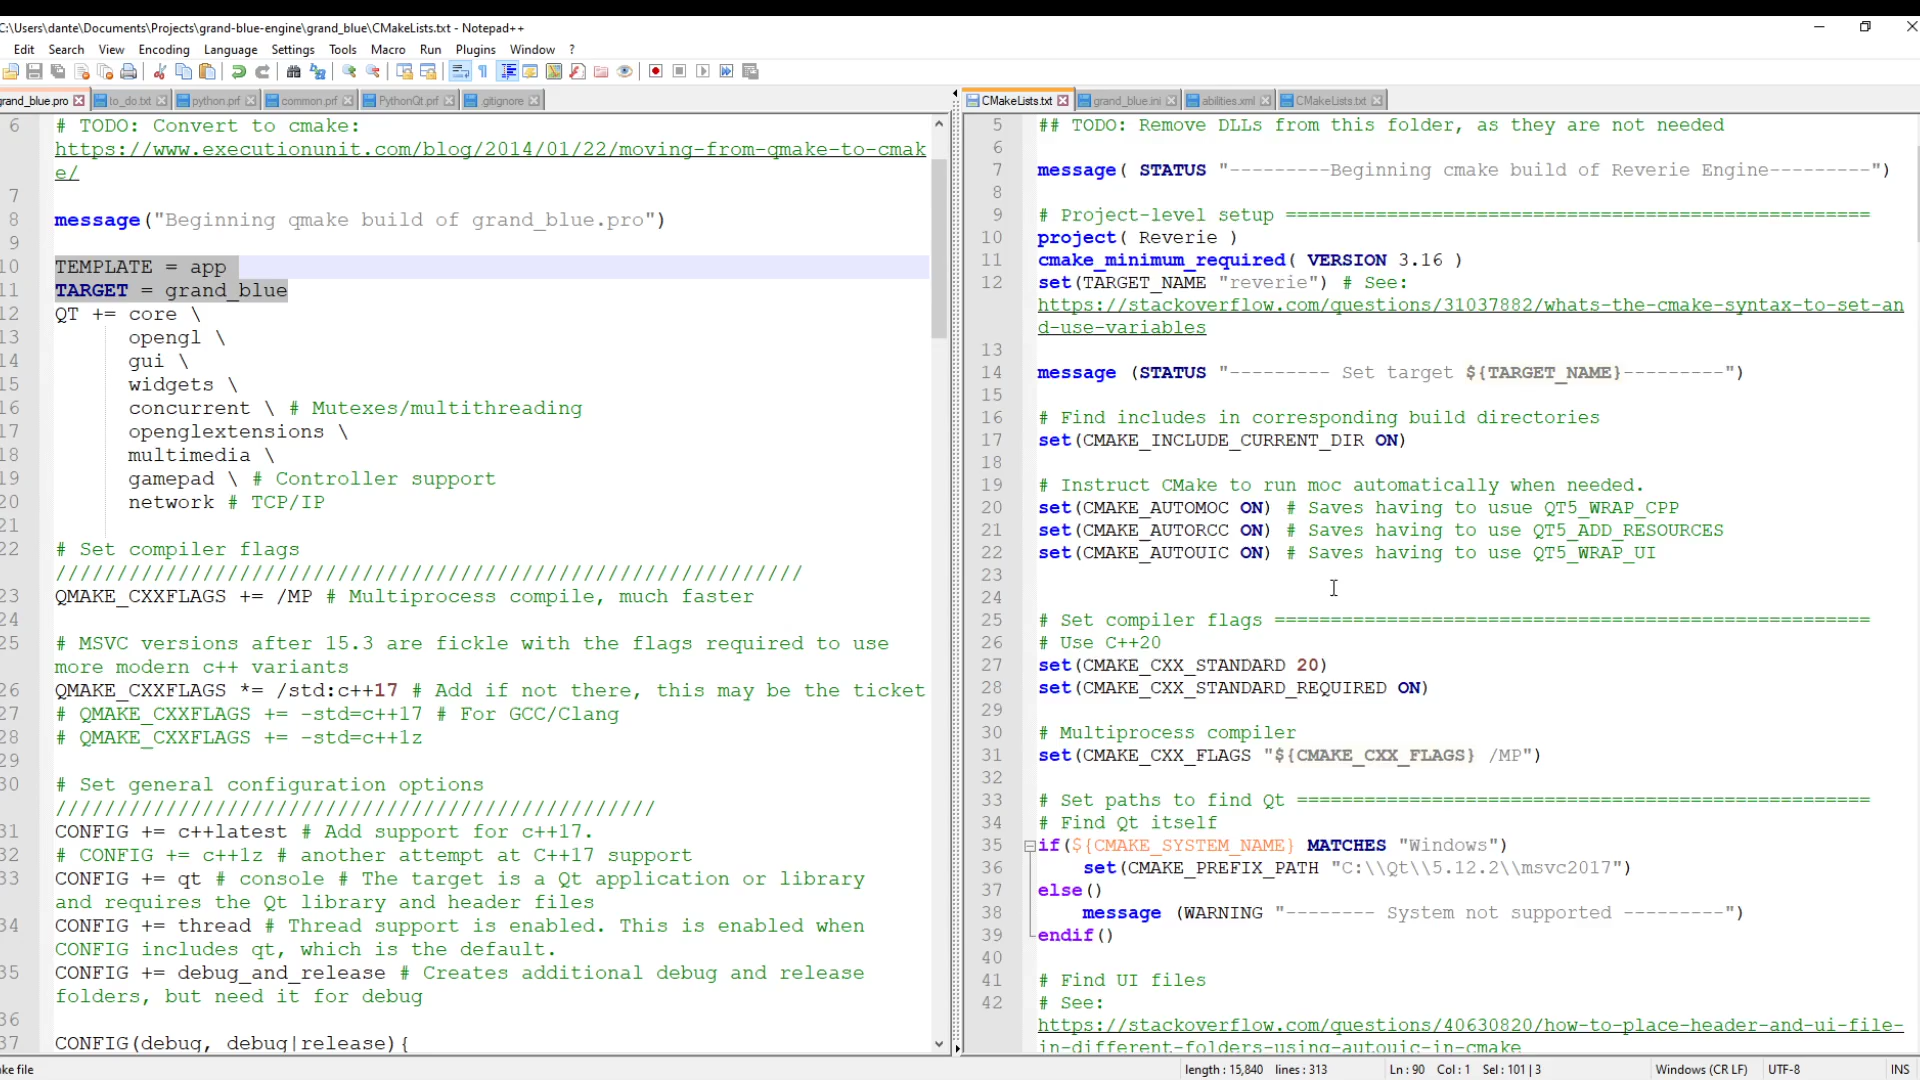 C:\Users\dante\Documents\Projects\grand-blue-engine\grand_blue\CMakeLists.txt - Notepad++
Edit Search View Encoding Language Settings Tools Macro Run Plugins Window ?
grand_blue.pro to_do.txt python.prf common.prf PythonQt.prf .gitignore
6 # TODO: Convert to cmake:
https://www.executionunit.com/blog/2014/01/22/moving-from-qmake-to-cmak
e/
7
8 message("Beginning qmake build of grand_blue.pro")
9
10 TEMPLATE = app
11 TARGET = grand_blue
12 QT += core \
13 opengl \
14 gui \
15 widgets \
16 concurrent \ # Mutexes/multithreading
17 openglextensions \
18 multimedia \
19 gamepad \ # Controller support
20 network # TCP/IP
21
22 # Set compiler flags
/////////////////////////////////////////////////////////////
23 QMAKE_CXXFLAGS += /MP # Multiprocess compile, much faster
24
25 # MSVC versions after 15.3 are fickle with the flags required to use
more modern c++ variants
26 QMAKE_CXXFLAGS *= /std:c++17 # Add if not there, this may be the ticket
27 # QMAKE_CXXFLAGS += -std=c++17 # For GCC/Clang
28 # QMAKE_CXXFLAGS += -std=c++1z
29
30 # Set general configuration options
/////////////////////////////////////////////////
31 CONFIG += c++latest # Add support for c++17.
32 # CONFIG += c++1z # another attempt at C++17 support
33 CONFIG += qt # console # The target is a Qt application or library
and requires the Qt library and header files
34 CONFIG += thread # Thread support is enabled. This is enabled when
CONFIG includes qt, which is the default.
35 CONFIG += debug_and_release # Creates additional debug and release
folders, but need it for debug
36
37 CONFIG(debug, debug|release){
CMakeLists.txt grand_blue.ini abilities.xml CMakeLists.txt
5 ## TODO: Remove DLLs from this folder, as they are not needed
6
7 message( STATUS "---------Beginning cmake build of Reverie Engine---------")
8
9 # Project-level setup ====================================================
10 project( Reverie )
11 cmake_minimum_required( VERSION 3.16 )
12 set(TARGET_NAME "reverie") # See:
https://stackoverflow.com/questions/31037882/whats-the-cmake-syntax-to-set-an
d-use-variables
13
14 message (STATUS "--------- Set target ${TARGET_NAME}---------")
15
16 # Find includes in corresponding build directories
17 set(CMAKE_INCLUDE_CURRENT_DIR ON)
18
19 # Instruct CMake to run moc automatically when needed.
20 set(CMAKE_AUTOMOC ON) # Saves having to usue QT5_WRAP_CPP
21 set(CMAKE_AUTORCC ON) # Saves having to use QT5_ADD_RESOURCES
22 set(CMAKE_AUTOUIC ON) # Saves having to use QT5_WRAP_UI
23
24
25 # Set compiler flags =====================================================
26 # Use C++20
27 set(CMAKE_CXX_STANDARD 20)
28 set(CMAKE_CXX_STANDARD_REQUIRED ON)
29
30 # Multiprocess compiler
31 set(CMAKE_CXX_FLAGS "${CMAKE_CXX_FLAGS} /MP")
32
33 # Set paths to find Qt ===================================================
34 # Find Qt itself
35 if(${CMAKE_SYSTEM_NAME} MATCHES "Windows")
36 set(CMAKE_PREFIX_PATH "C:\\Qt\\5.12.2\\msvc2017")
37 else()
38 message (WARNING "-------- System not supported ---------")
39 endif()
40
41 # Find UI files
42 # See:
https://stackoverflow.com/questions/40630820/how-to-place-header-and-ui-file-
in-different-folders-using-autouic-in-cmake
ke file length : 15,840 lines : 313 Ln : 90 Col : 1 Sel : 101 | 3 Windows (CR LF) UTF-8 INS